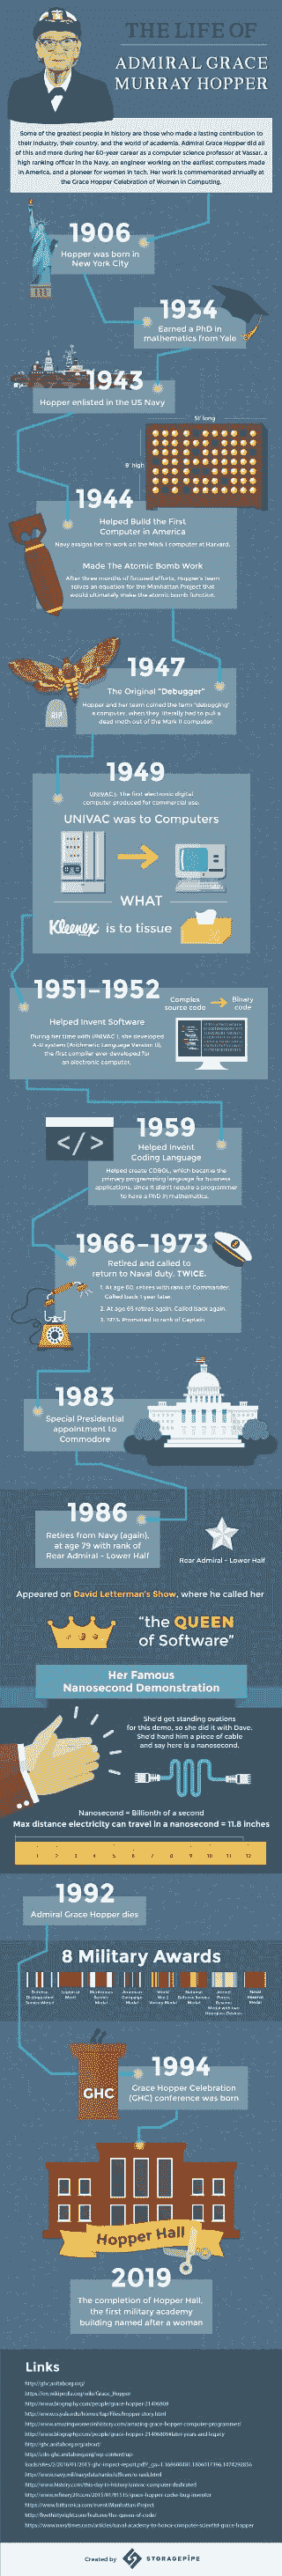 THE LIFE OF
ADMIRAL GRACE
MURRAY HOPPER
Some of the greatest people in history are those who made a lasting contribution to
their industry, their country, and the world of academia. Admiral Grace Hopper did all
of this and more during her 60-year career as a computer science professor at Vassar, a
high ranking officer in the Navy, an engineer working on the earliest computers made
in America, and a pioneer for women in tech. Her work is commemorated annually at
the Grace Hopper Celebration of Women in Computing.
1906
Hopper was born in
New York City
1934
Earned a PhD in
mathematics from Yale
1943
Hopper enlisted in the US Navy
51' long
8' high
1944
Helped Build the First
Computer in America
Navy assigns her to work on the Mark I computer at Harvard.
Made The Atomic Bomb Work
After three months of focused efforts, Hopper's team
solves an equation for the Manhattan Project that
would ultimately make the atomic bomb function.
1947
The Original "Debugger"
RIP
Hopper and her team coined the term "debugging"
a computer, when they literally had to pull a
dead moth out of the Mark II computer.
1949
UNIVAC I: The first electronic digital
computer produced for commercial use.
UNIVAC was to Computers
WHAT
Kleenex is to tissue
1951-1952
Complex
source code
Binary
code
Helped Invent Software
During her time with UNIVAC I, she developed
A-0 system (Arithmetic Language Version 0),
the first compiler ever developed for
an electronic computer.
1959
</>
Helped Invent
Coding Language
Helped create COBOL, which became the
primary programming language for business
applications, since it didn't require a programmer
to have a PhD in mathematics.
1966-1973
Retired and called to
return to Naval duty, TWICE.
1. At age 60, retires with rank of Commander.
Called back 1 year later.
2. At age 65 retires again. Called back again.
3. 1973: Promoted to rank of Captain
1983
Special Presidential
appointment to
Commodore
1986
Retires from Navy (again),
at age 79 with rank of
Rear Admiral - Lower Half
Rear Admiral - Lower Half
Appeared on David Letterman's Show, where he called her
"the QUEEN
of Software"
Her Famous
Nanosecond Demonstration
She'd get standing ovations
for this demo, so she did it with Dave.
She'd hand him a piece of cable
and say here is a nanosecond.
Nanosecond = Billionth of a second
Max distance electricity can travel in a nanosecond = 11.8 inches
1 2 3 4 5 6 7 8 9 10 11 12
1992
Admiral Grace Hopper dies
8 Military Awards
1994
GHC
Grace Hopper Celebration
(GHC) conference was born
Hopper Hall
2019
The completion of Hopper Hall,
the first military academy
building named after a woman
Links
http://ghc.anitaborg.org/
https://en.wikipedia.org/wiki/Grace_Hopper
Created by STORAGEPIPE